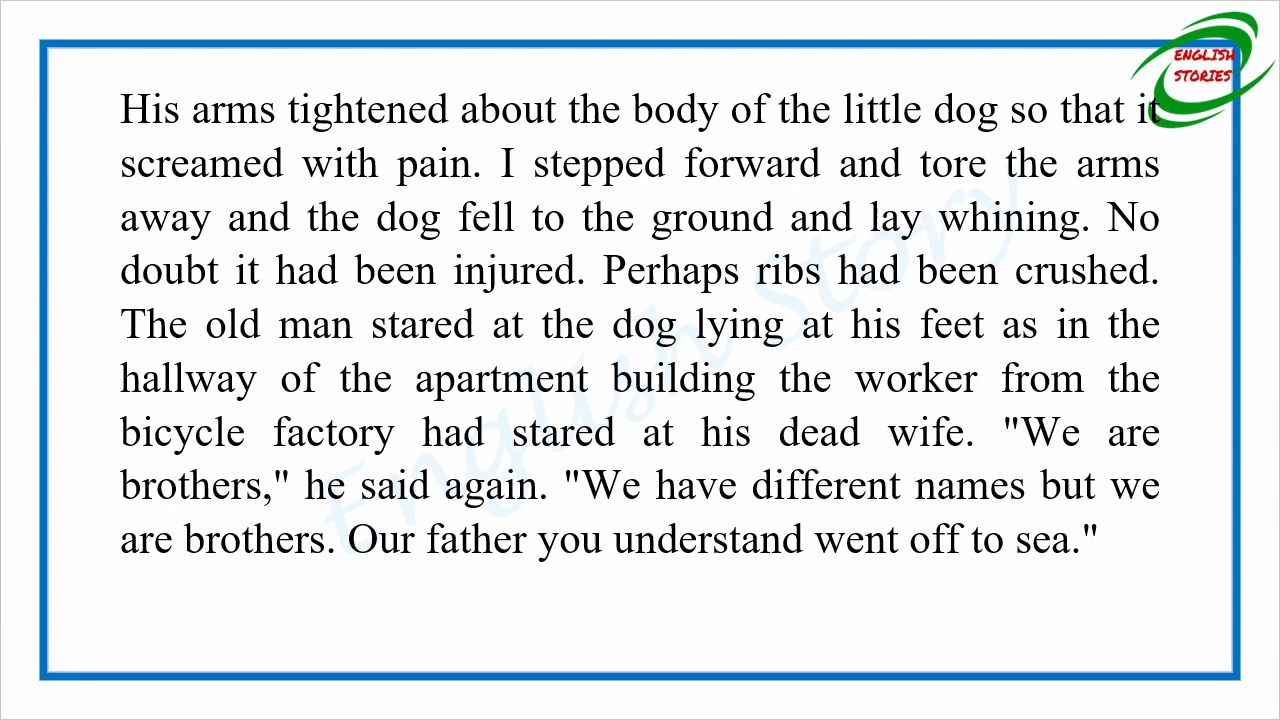 ENGLISH
STORIES
His arms tightened about the body of the little dog so that it
screamed with pain. I stepped forward and tore the arms
away and the dog fell to the ground and lay whining. No
doubt it had been injured. Perhaps ribs had been crushed.
The old man stared at the dog lying at his feet as in the
hallway of the apartment building the worker from the
bicycle factory had stared at his dead wife. "We are
brothers," he said again. "We have different names but we
are brothers. Our father you understand went off to sea."
English Story